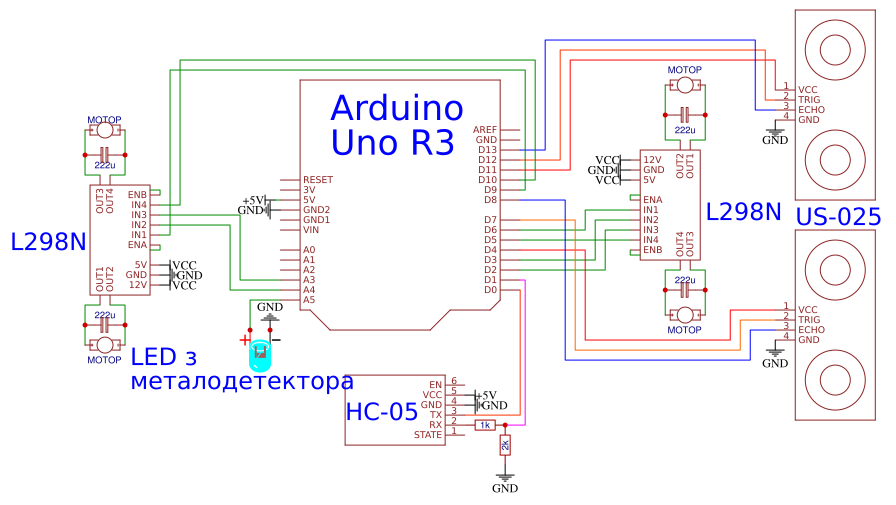 Arduino
Uno R3
RESET
3V
5V
GND2
GND1
VIN
A0
A1
A2
A3
A4
A5
AREF
GND
D13
D12
D11
D10
D9
D8
D7
D6
D5
D4
D3
D2
D1
D0
+5V
GND
МОТОР
222u
OUT3
OUT4
ENB
IN4
IN3
IN2
IN1
ENA
5V
GND
12V
OUT1
OUT2
VCC
GND
VCC
222u
МОТОР
L298N
GND
+
−
LED з
металодетектора
HC-05
EN
VCC
GND
TX
RX
STATE
6
5
4
3
2
1
+5V
GND
1k
2k
GND
МОТОР
222u
OUT2
OUT1
12V
GND
5V
ENA
IN1
IN2
IN3
IN4
ENB
OUT4
OUT3
VCC
GND
VCC
222u
МОТОР
L298N
US-025
1 VCC
2 TRIG
3 ECHO
4 GND
GND
1 VCC
2 TRIG
3 ECHO
4 GND
GND